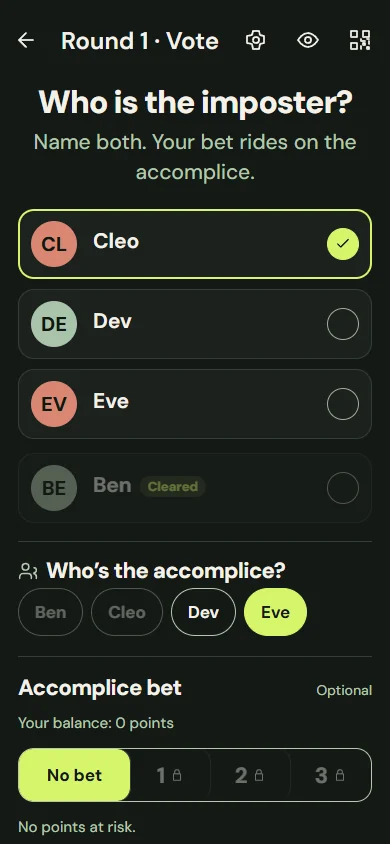 Round 1 · Vote
Who is the imposter?
Name both. Your bet rides on the
accomplice.
CL Cleo
DE Dev
EV Eve
BE Ben Cleared
Who’s the accomplice?
Ben Cleo Dev Eve
Accomplice bet Optional
Your balance: 0 points
No bet 1 2 3
No points at risk.